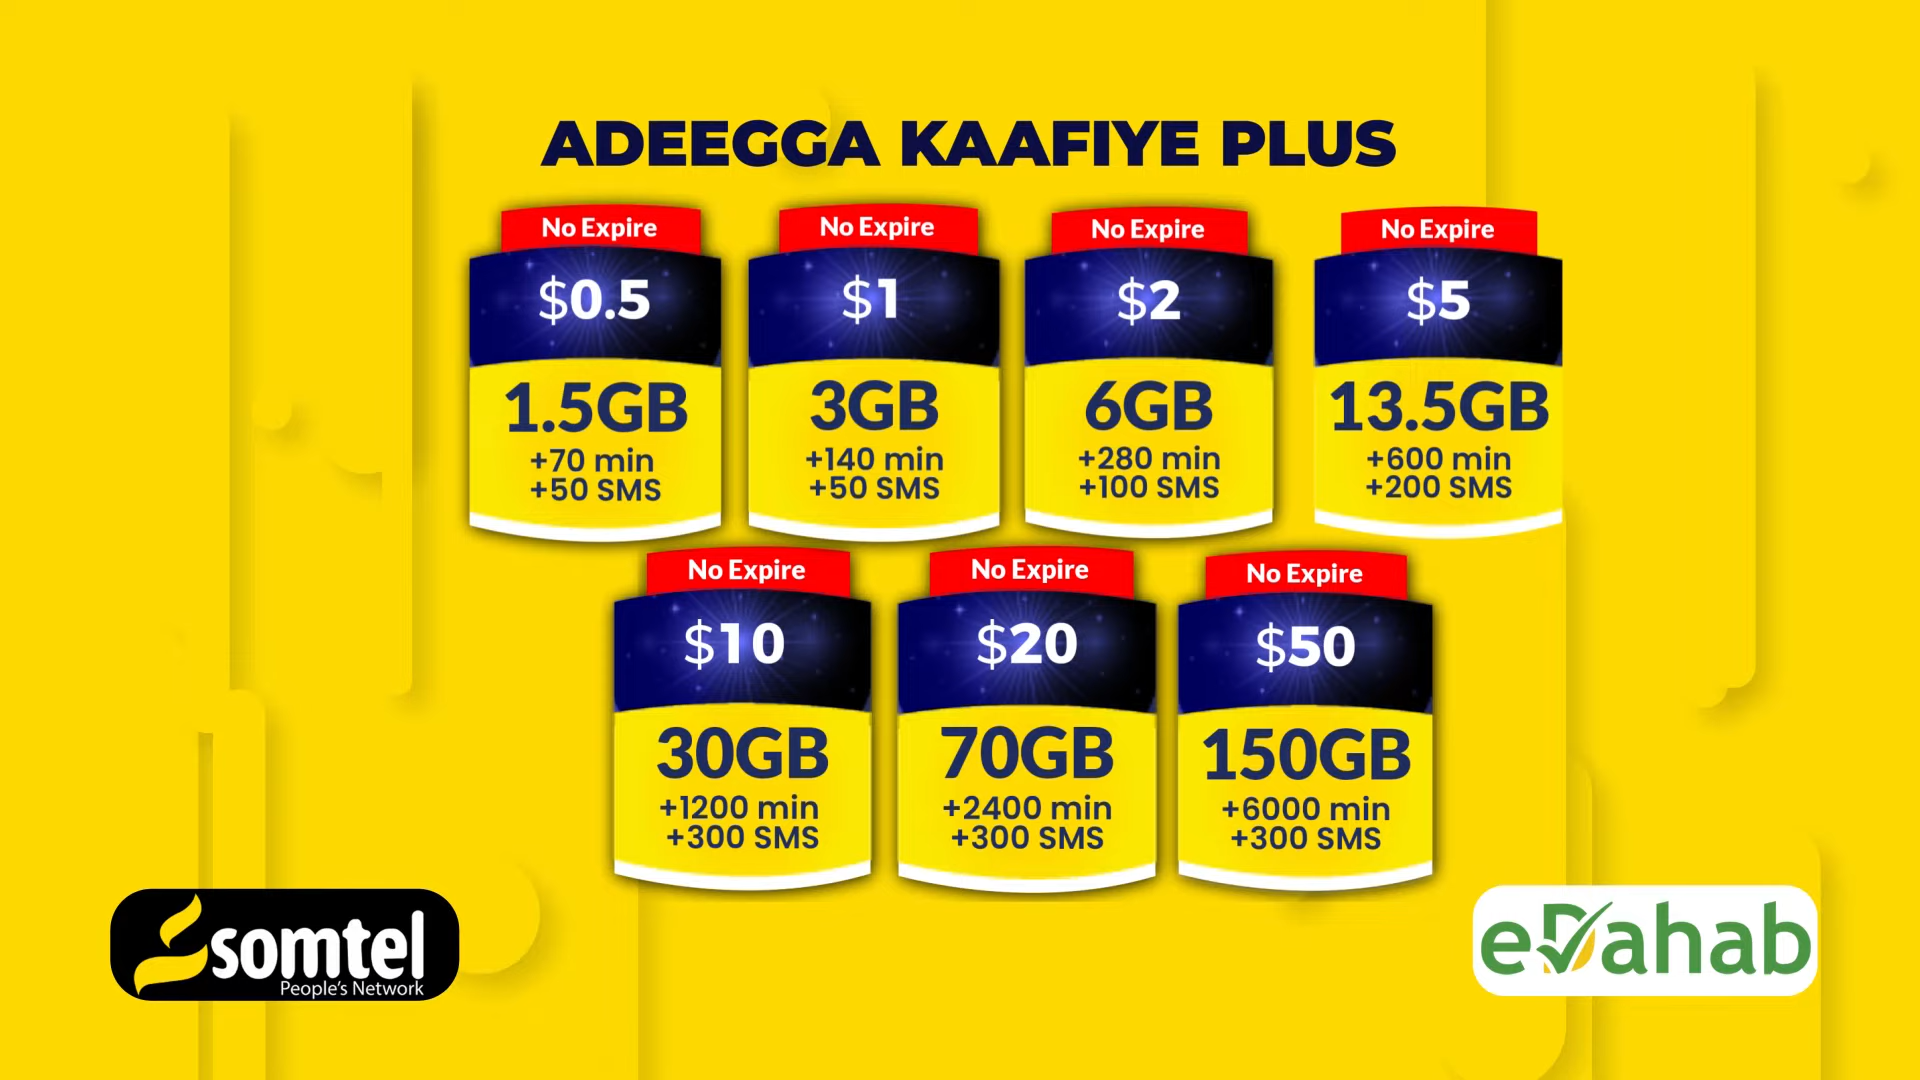 ADEEGGA KAAFIYE PLUS
No Expire
$0.5
1.5GB
+70 min
+50 SMS
No Expire
$1
3GB
+140 min
+50 SMS
No Expire
$2
6GB
+280 min
+100 SMS
No Expire
$5
13.5GB
+600 min
+200 SMS
No Expire
$10
30GB
+1200 min
+300 SMS
No Expire
$20
70GB
+2400 min
+300 SMS
No Expire
$50
150GB
+6000 min
+300 SMS
somtel
People's Network
eDahab